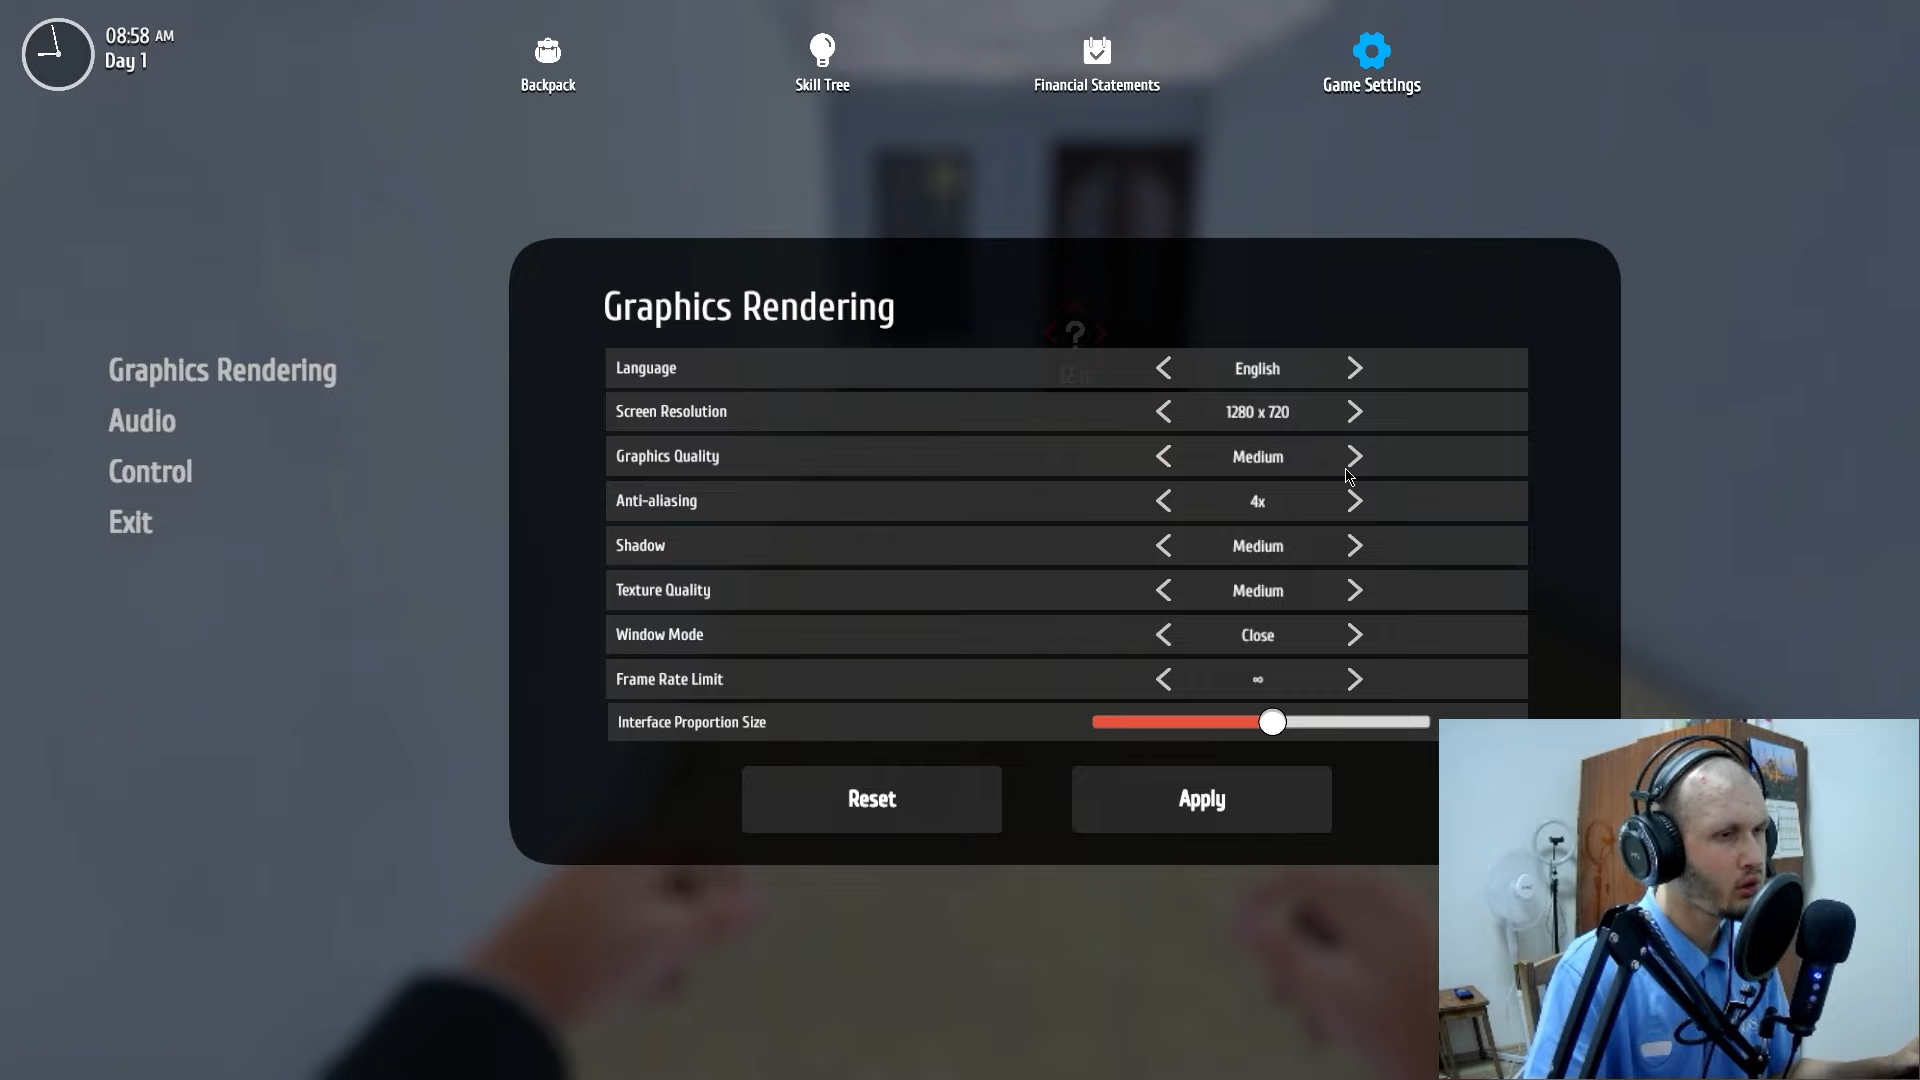 08:58 AM
Day 1
Backpack
Skill Tree
Financial Statements
Game Settings
Graphics Rendering
Audio
Control
Exit
Graphics Rendering
Language < English >
Screen Resolution < 1280 x 720 >
Graphics Quality < Medium >
Anti-aliasing < 4x >
Shadow < Medium >
Texture Quality < Medium >
Window Mode < Close >
Frame Rate Limit < ∞ >
Interface Proportion Size
Reset
Apply
?